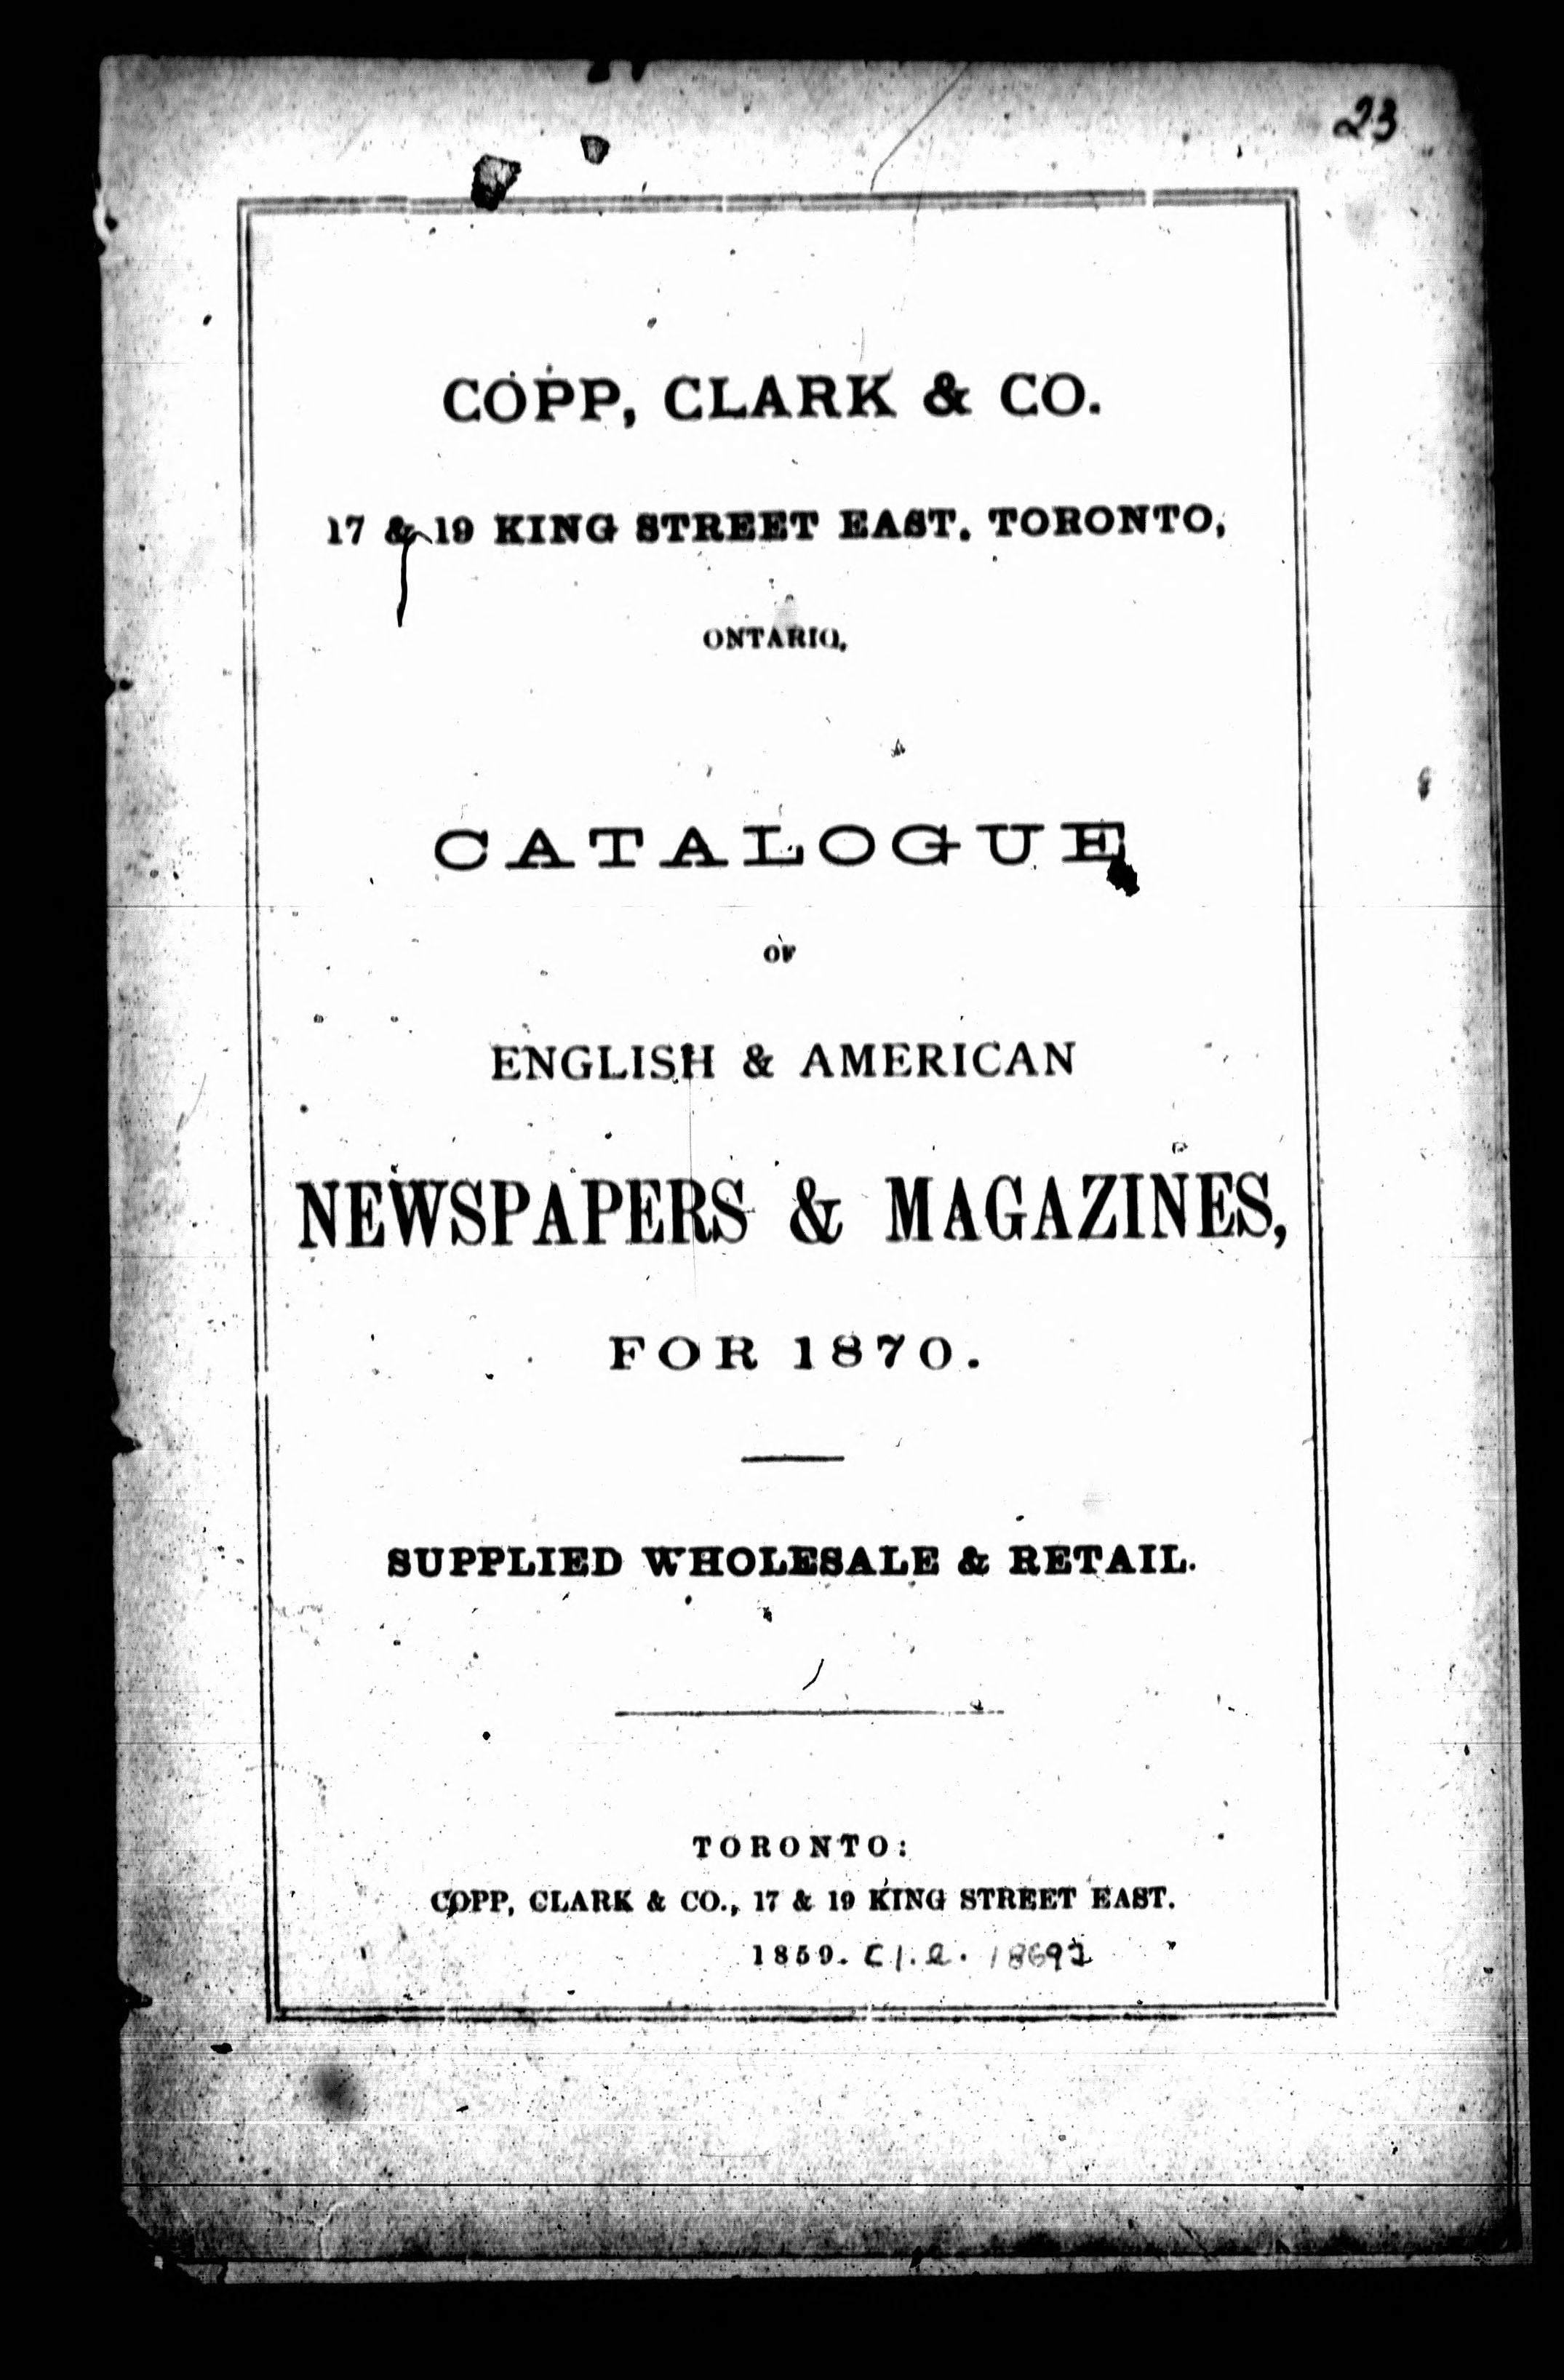 23
COPP, CLARK & CO.
17 & 19 KING STREET EAST, TORONTO,
ONTARIO,
CATALOGUE
OF
ENGLISH & AMERICAN
NEWSPAPERS & MAGAZINES,
FOR 1870.
SUPPLIED WHOLESALE & RETAIL.
TORONTO:
COPP, CLARK & CO., 17 & 19 KING STREET EAST.
1859. [i.e. 1869]